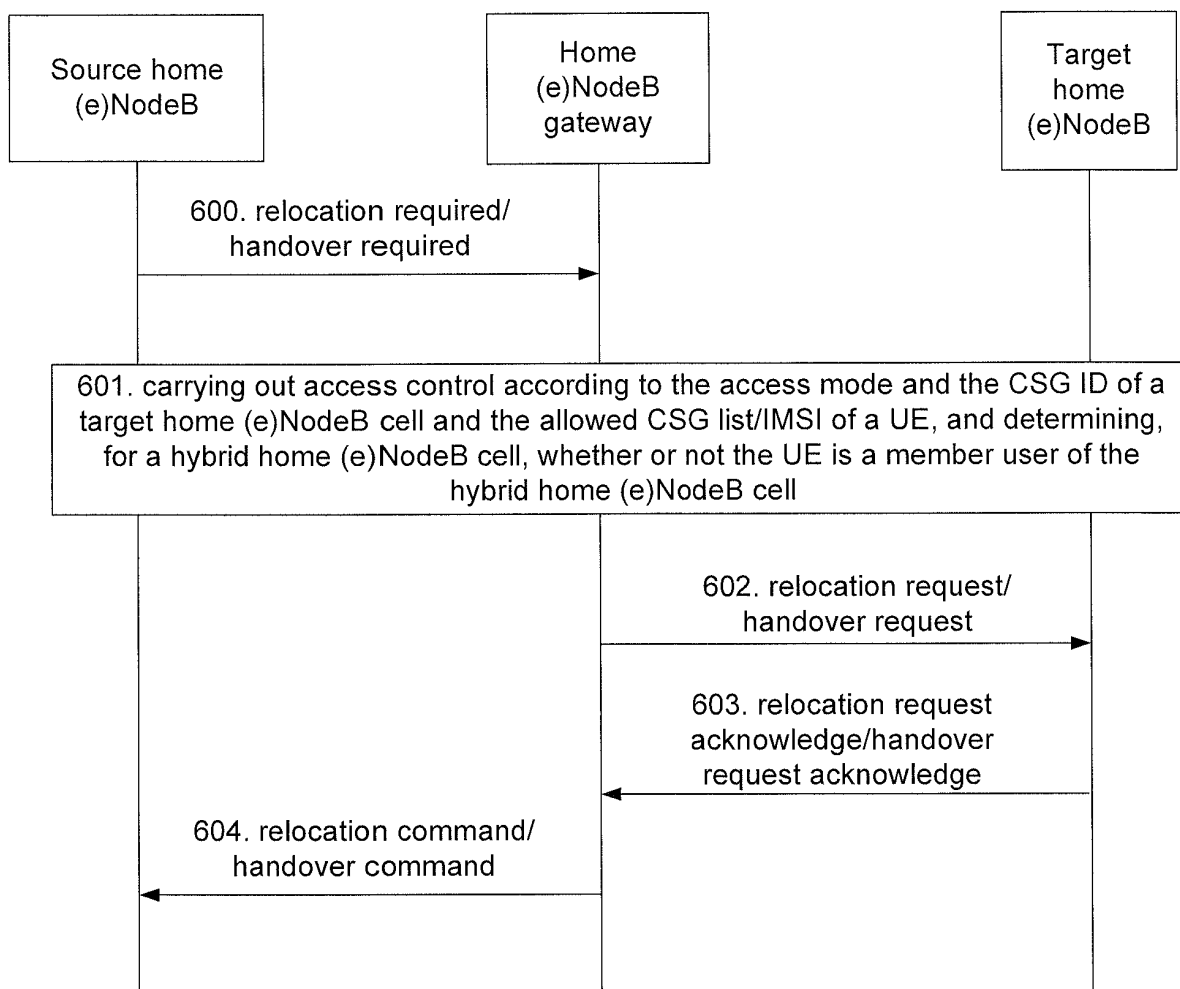 Source home
(e)NodeB
Home
(e)NodeB
gateway
Target
home
(e)NodeB
600. relocation required/
handover required
601. carrying out access control according to the access mode and the CSG ID of a
target home (e)NodeB cell and the allowed CSG list/IMSI of a UE, and determining,
for a hybrid home (e)NodeB cell, whether or not the UE is a member user of the
hybrid home (e)NodeB cell
602. relocation request/
handover request
603. relocation request
acknowledge/handover
request acknowledge
604. relocation command/
handover command